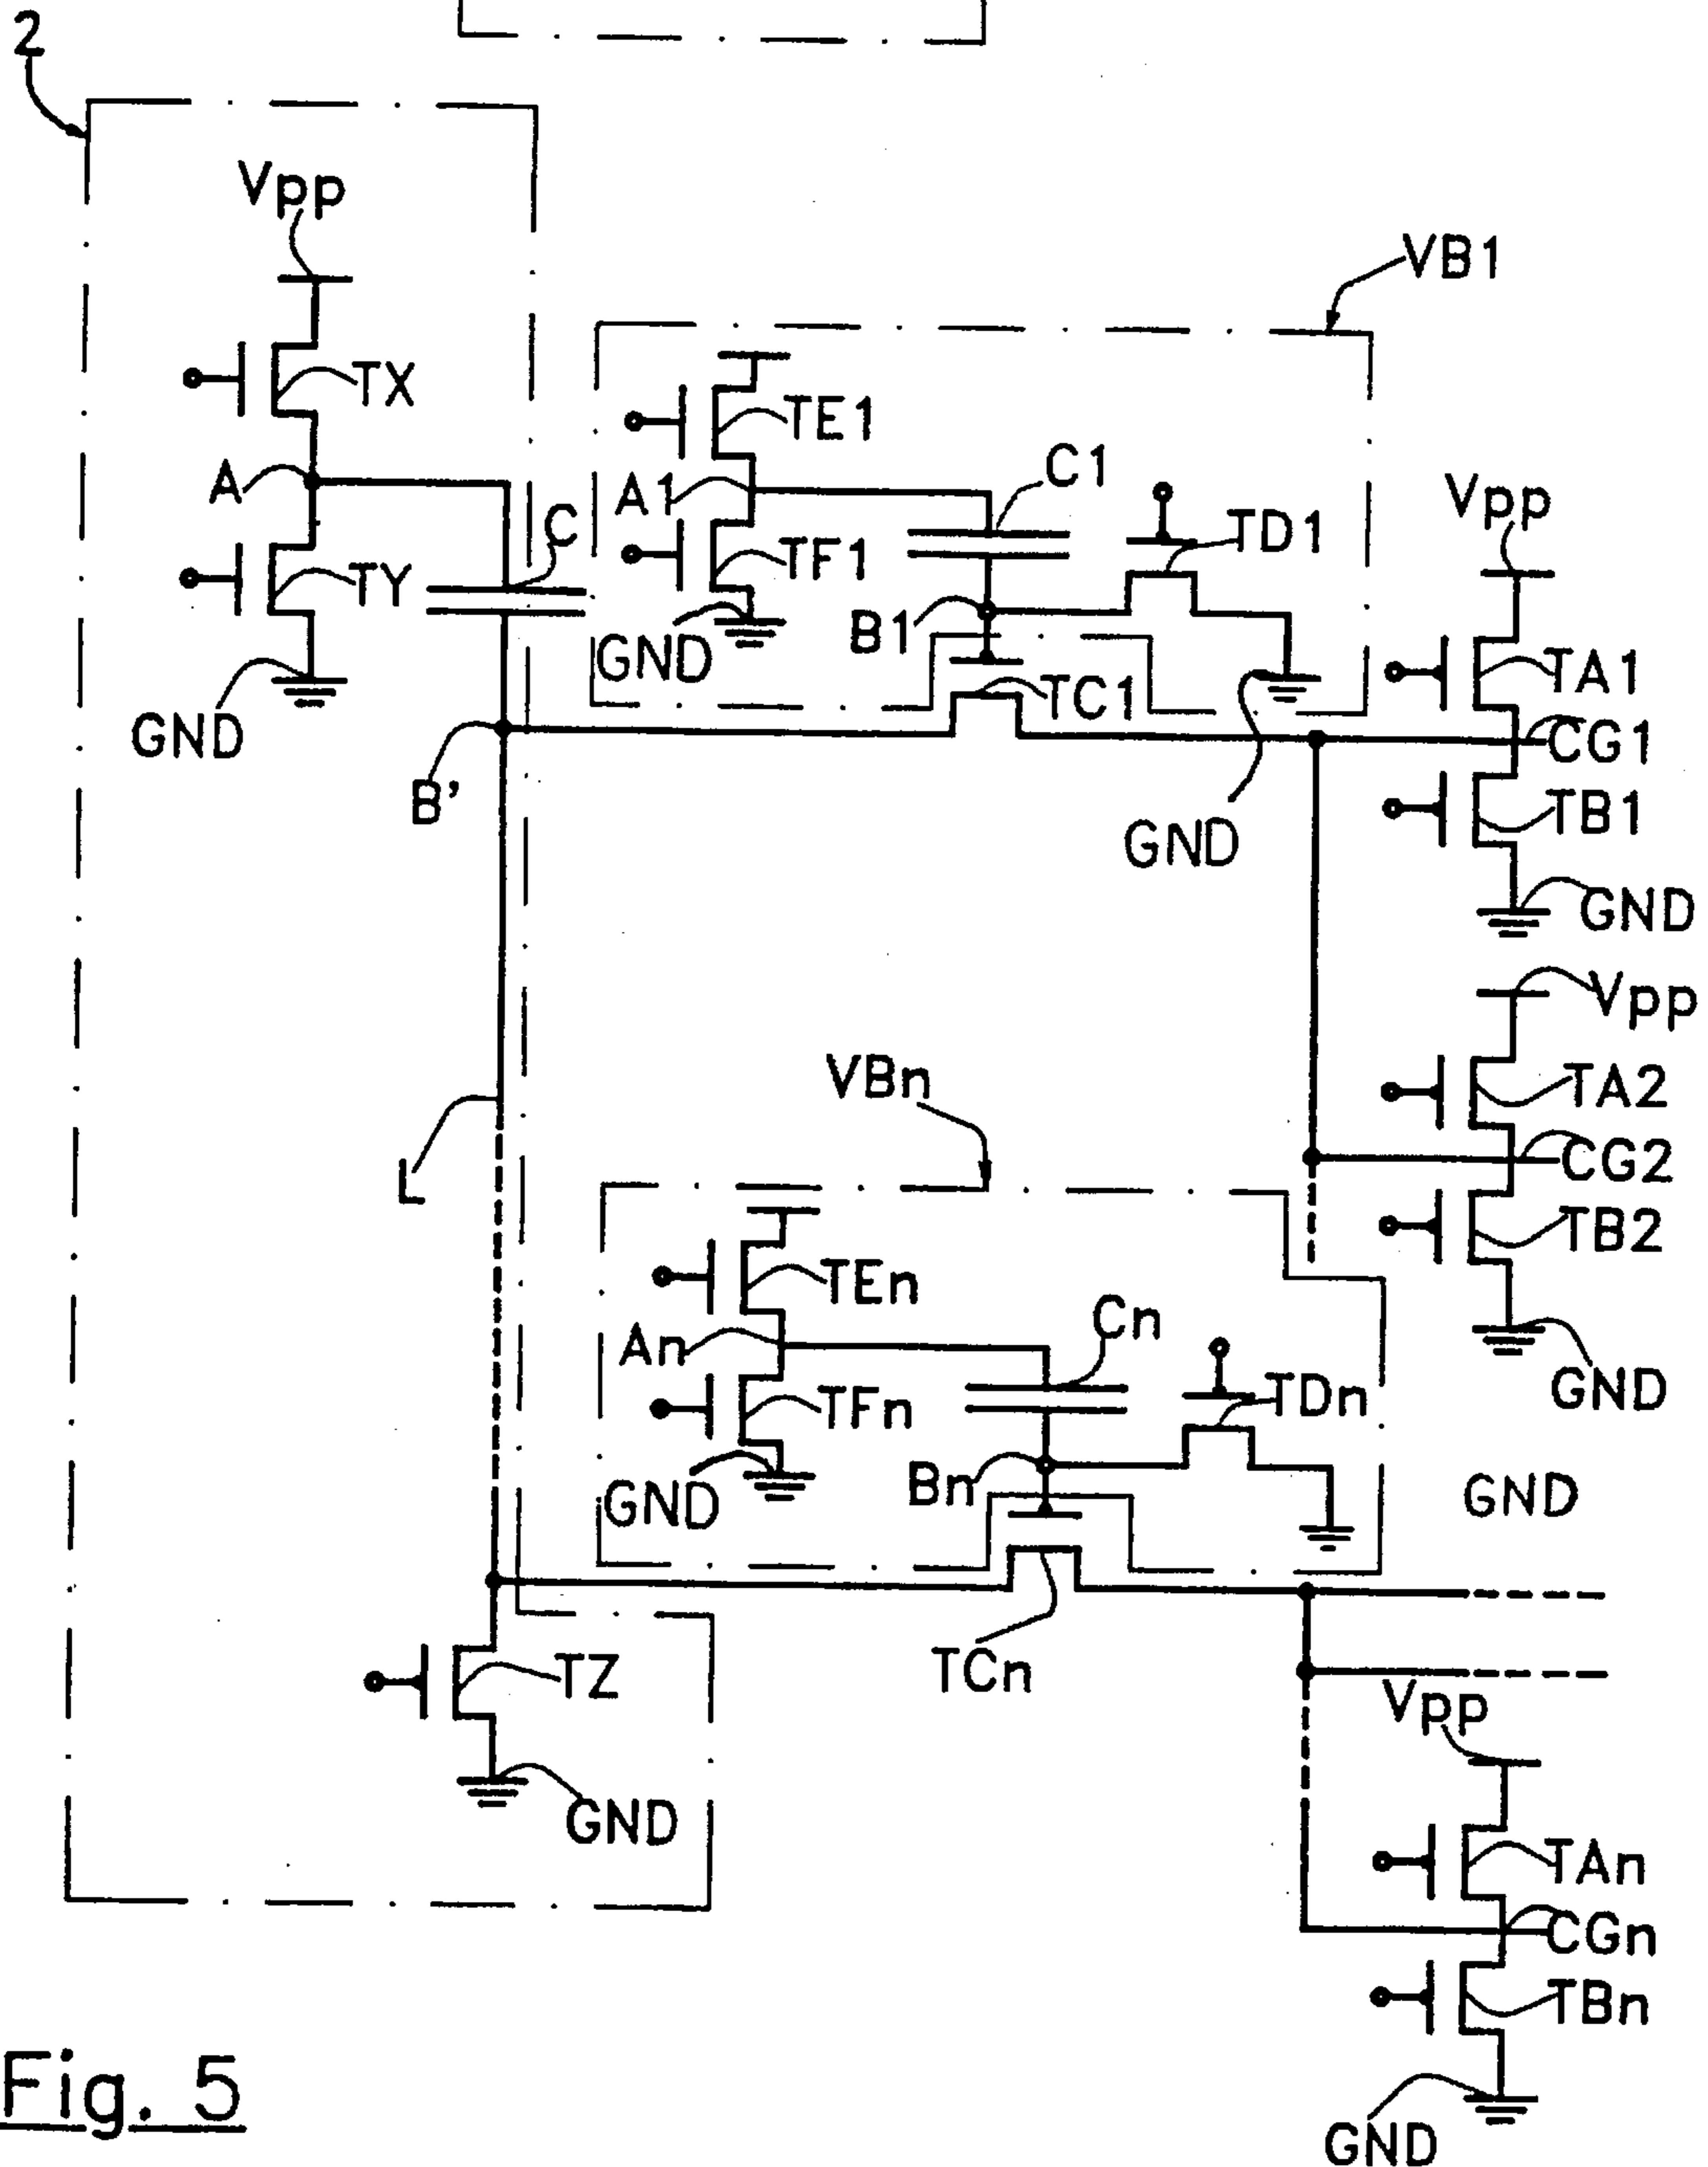 2
Vpp
VB1
TX
TE1
A
A1
C1
Vpp
C
TD1
TY
TF1
B1
GND
TC1
TA1
GND
CG1
B'
TB1
GND
GND
Vpp
VBn
TA2
L
CG2
TB2
TEn
An
Cn
TDn
GND
TFn
Bn
GND
GND
TCn
TZ
Vpp
GND
TAn
CGn
TBn
Fig. 5
GND